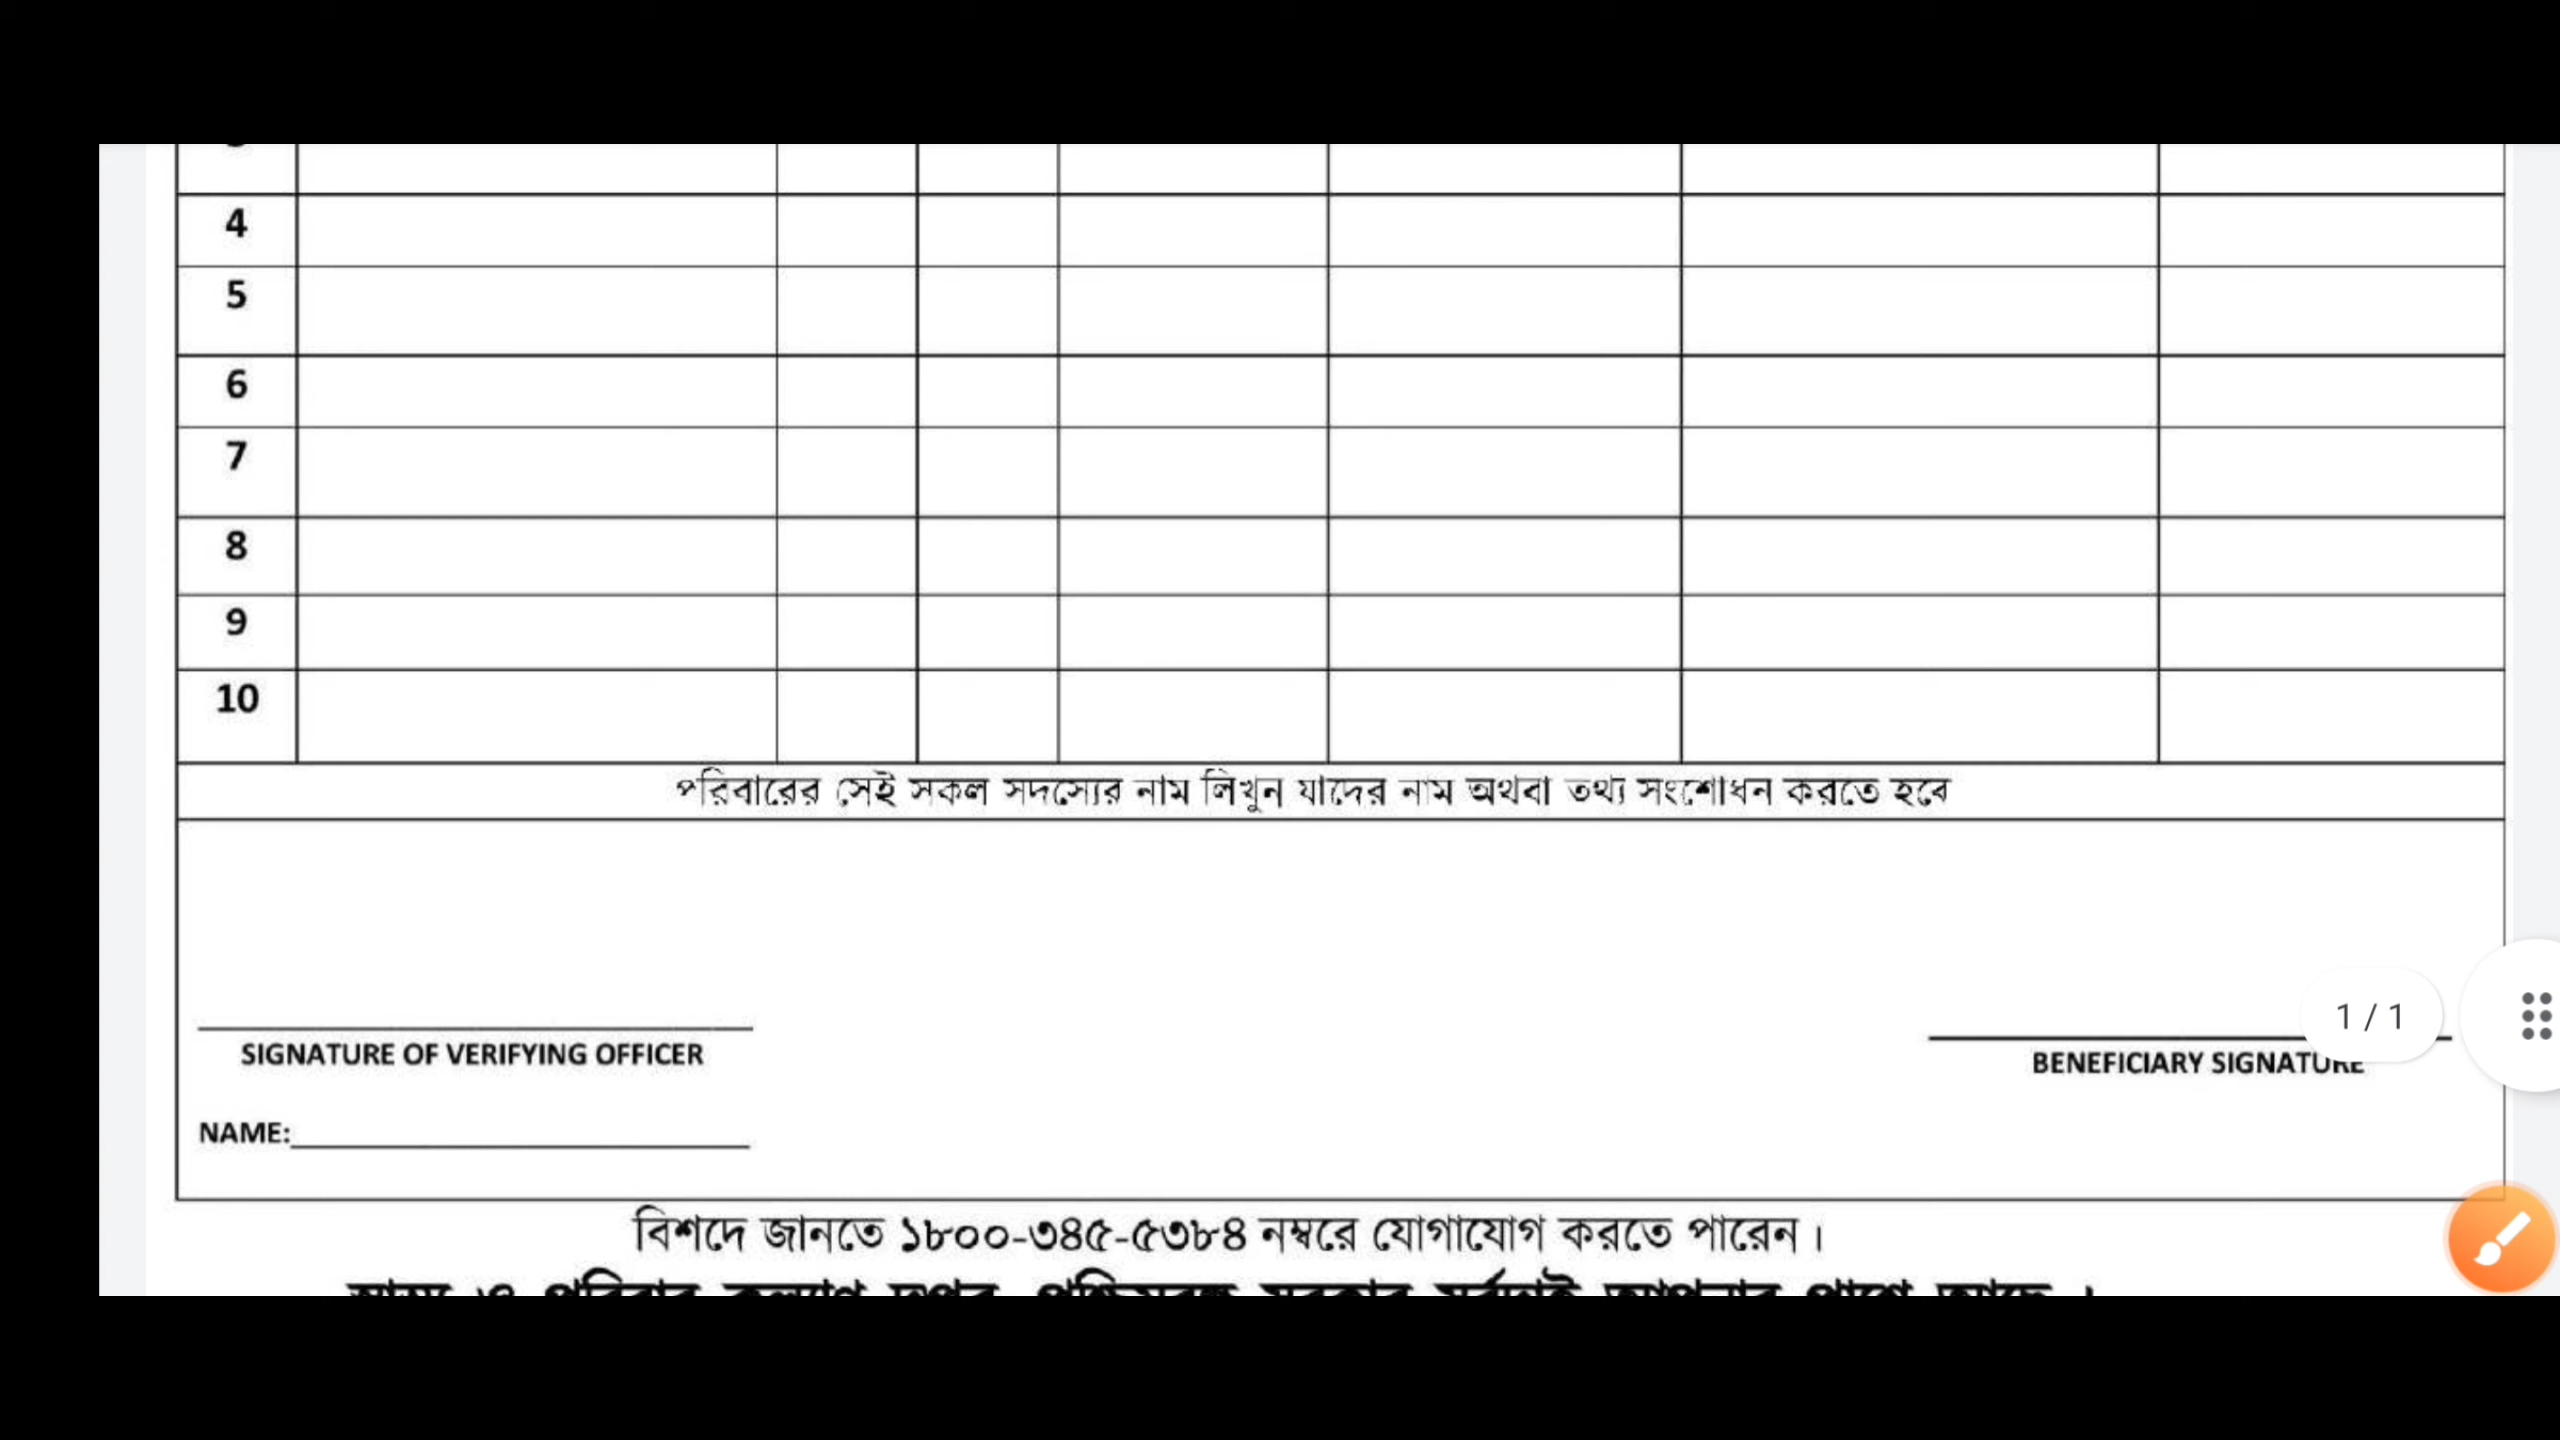 4
5
6
7
8
9
10
পরিবারের সেই সকল সদস্যের নাম লিখুন যাদের নাম অথবা তথ্য সংশোধন করতে হবে
SIGNATURE OF VERIFYING OFFICER
BENEFICIARY SIGNATURE
1 / 1
NAME:
বিশদে জানতে ১৮০০-৩৪৫-৫৩৮৪ নম্বরে যোগাযোগ করতে পারেন।